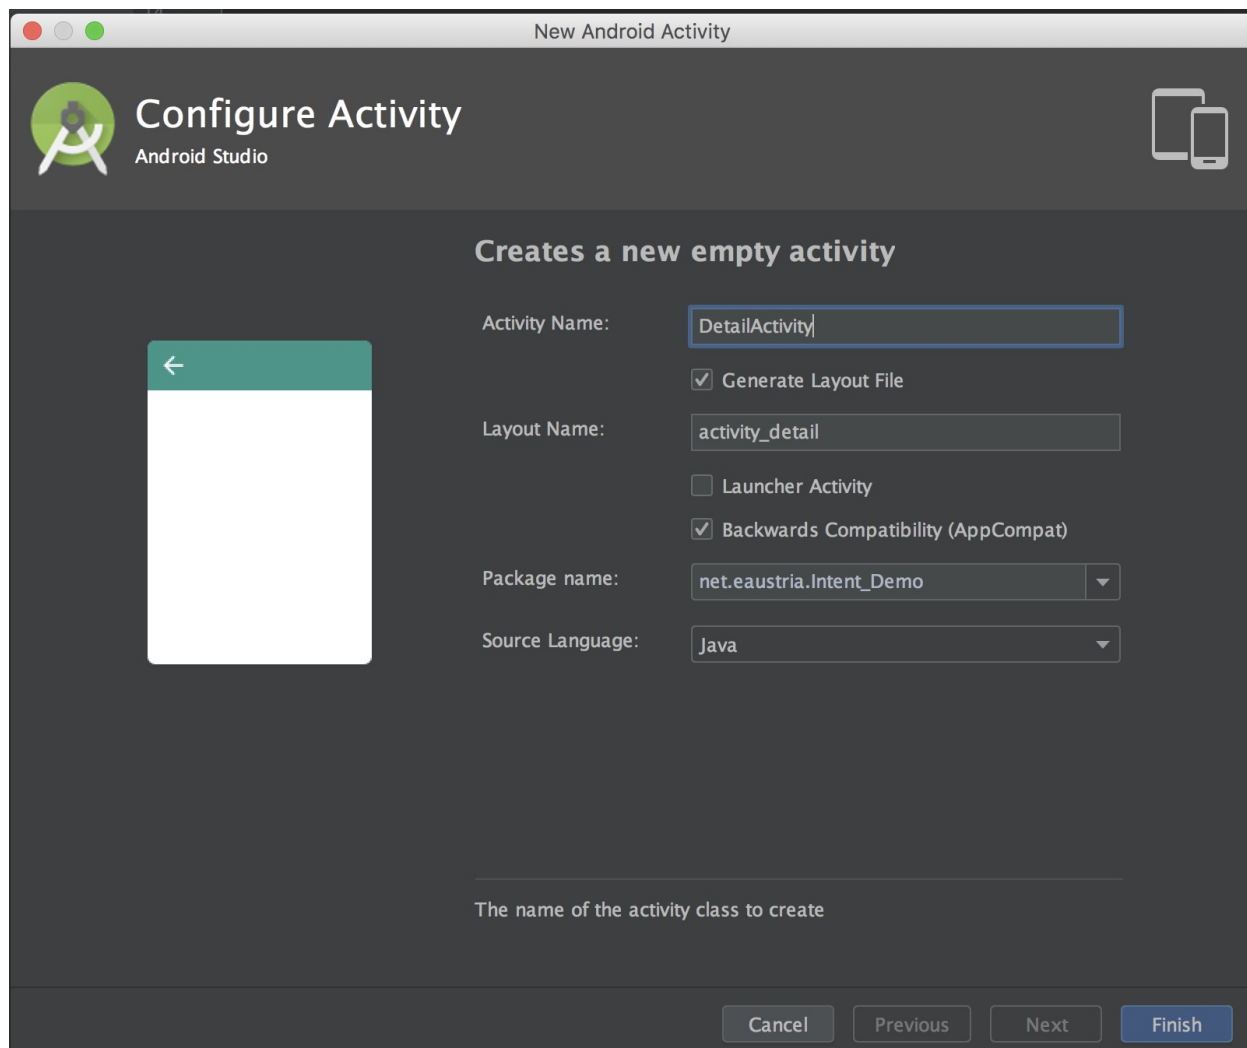 New Android Activity
Configure Activity
Android Studio
Creates a new empty activity
Activity Name:
DetailActivity
Generate Layout File
Layout Name:
activity_detail
Launcher Activity
Backwards Compatibility (AppCompat)
Package name:
net.eaustria.Intent_Demo
Source Language:
Java
The name of the activity class to create
Cancel
Previous
Next
Finish